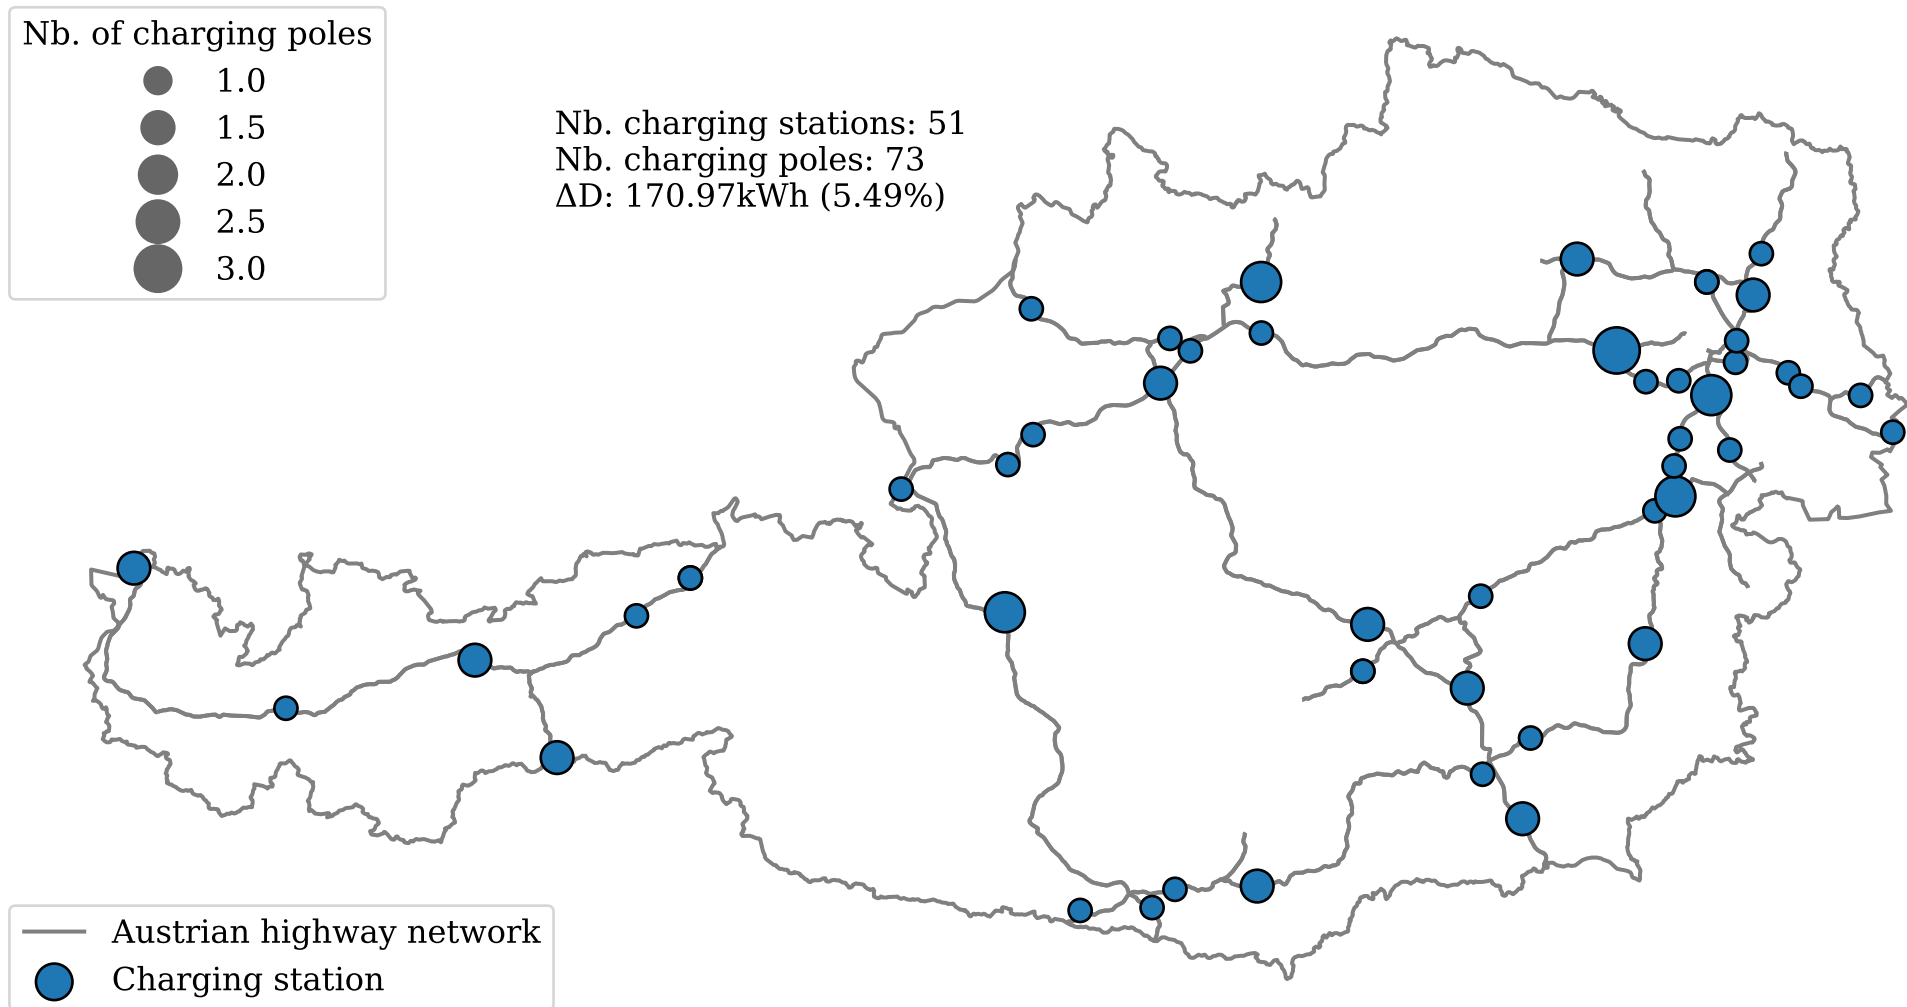 Nb. of charging poles
1.0
1.5
2.0
2.5
3.0
Nb. charging stations: 51
Nb. charging poles: 73
ΔD: 170.97kWh (5.49%)
Austrian highway network
Charging station